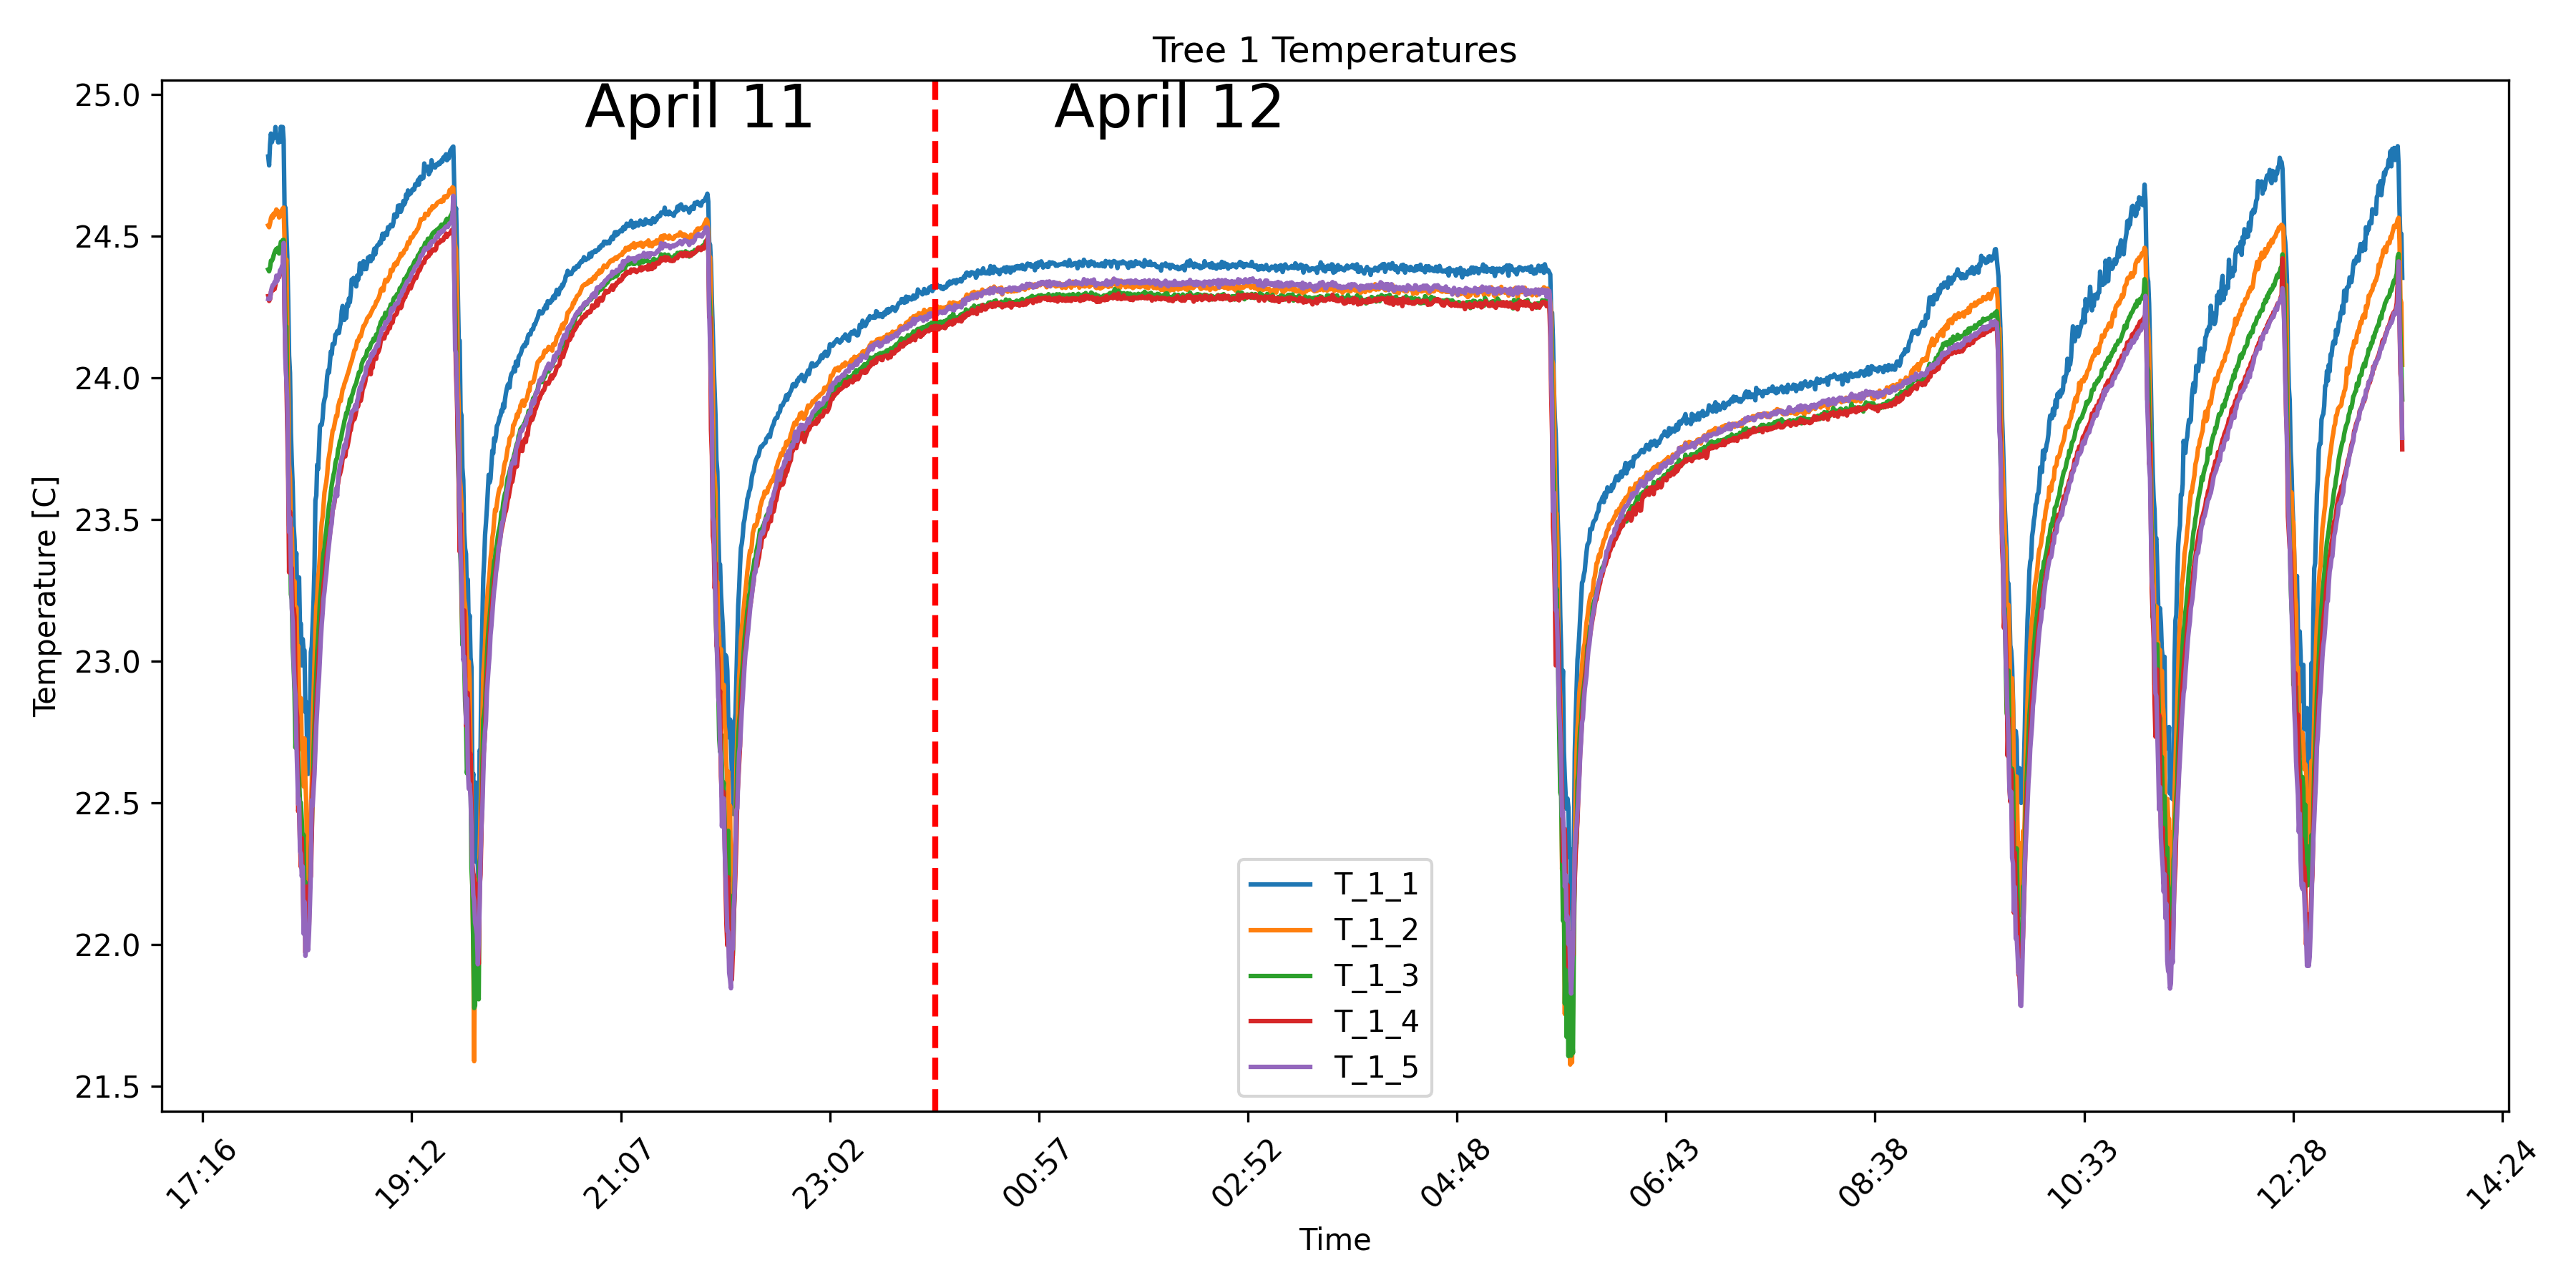 Tree 1 Temperatures
April 11
April 12
25.0
24.5
24.0
23.5
23.0
22.5
22.0
21.5
Temperature [C]
T_1_1
T_1_2
T_1_3
T_1_4
T_1_5
17:16
19:12
21:07
23:02
00:57
02:52
04:48
06:43
08:38
10:33
12:28
14:24
Time